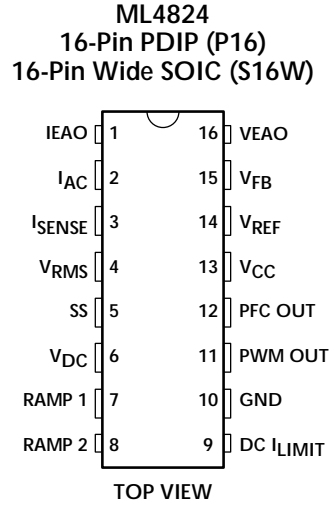 ML4824
16-Pin PDIP (P16)
16-Pin Wide SOIC (S16W)
IEAO 1 16 VEAO
IAC 2 15 VFB
ISENSE 3 14 VREF
VRMS 4 13 VCC
SS 5 12 PFC OUT
VDC 6 11 PWM OUT
RAMP 1 7 10 GND
RAMP 2 8 9 DC ILIMIT
TOP VIEW